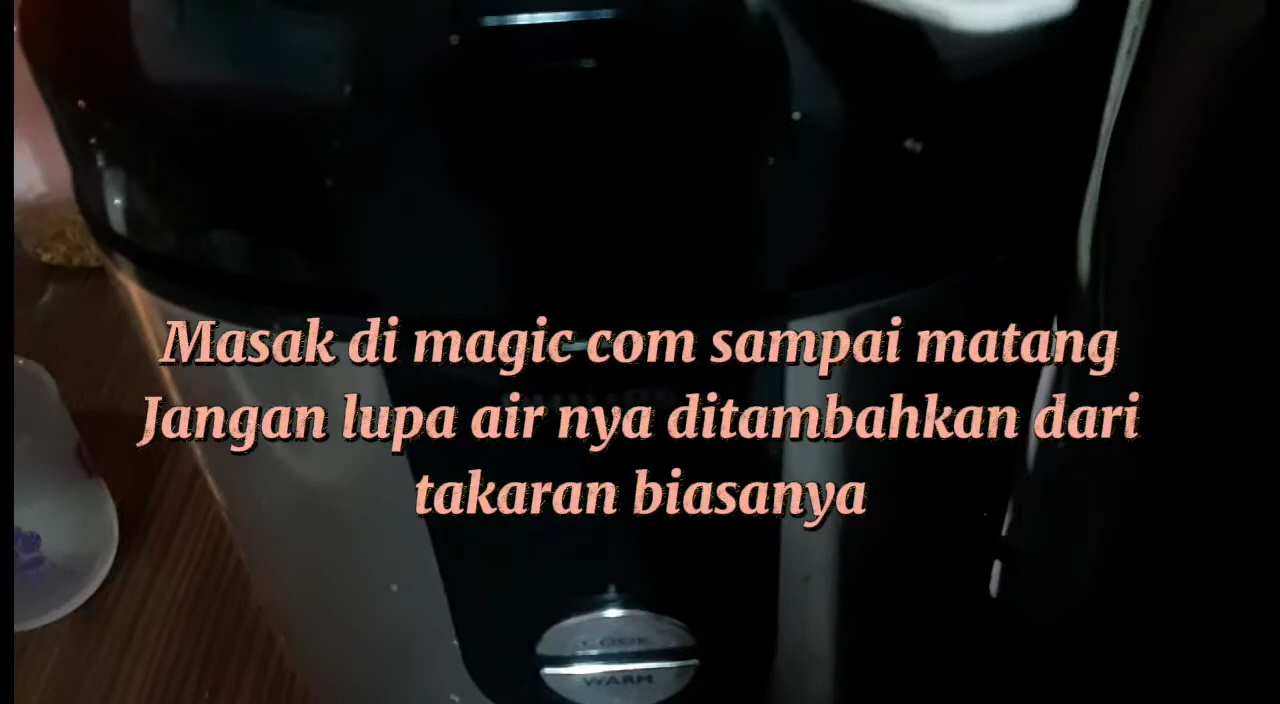 Masak di magic com sampai matang
Jangan lupa air nya ditambahkan dari
takaran biasanya
COOK
WARM